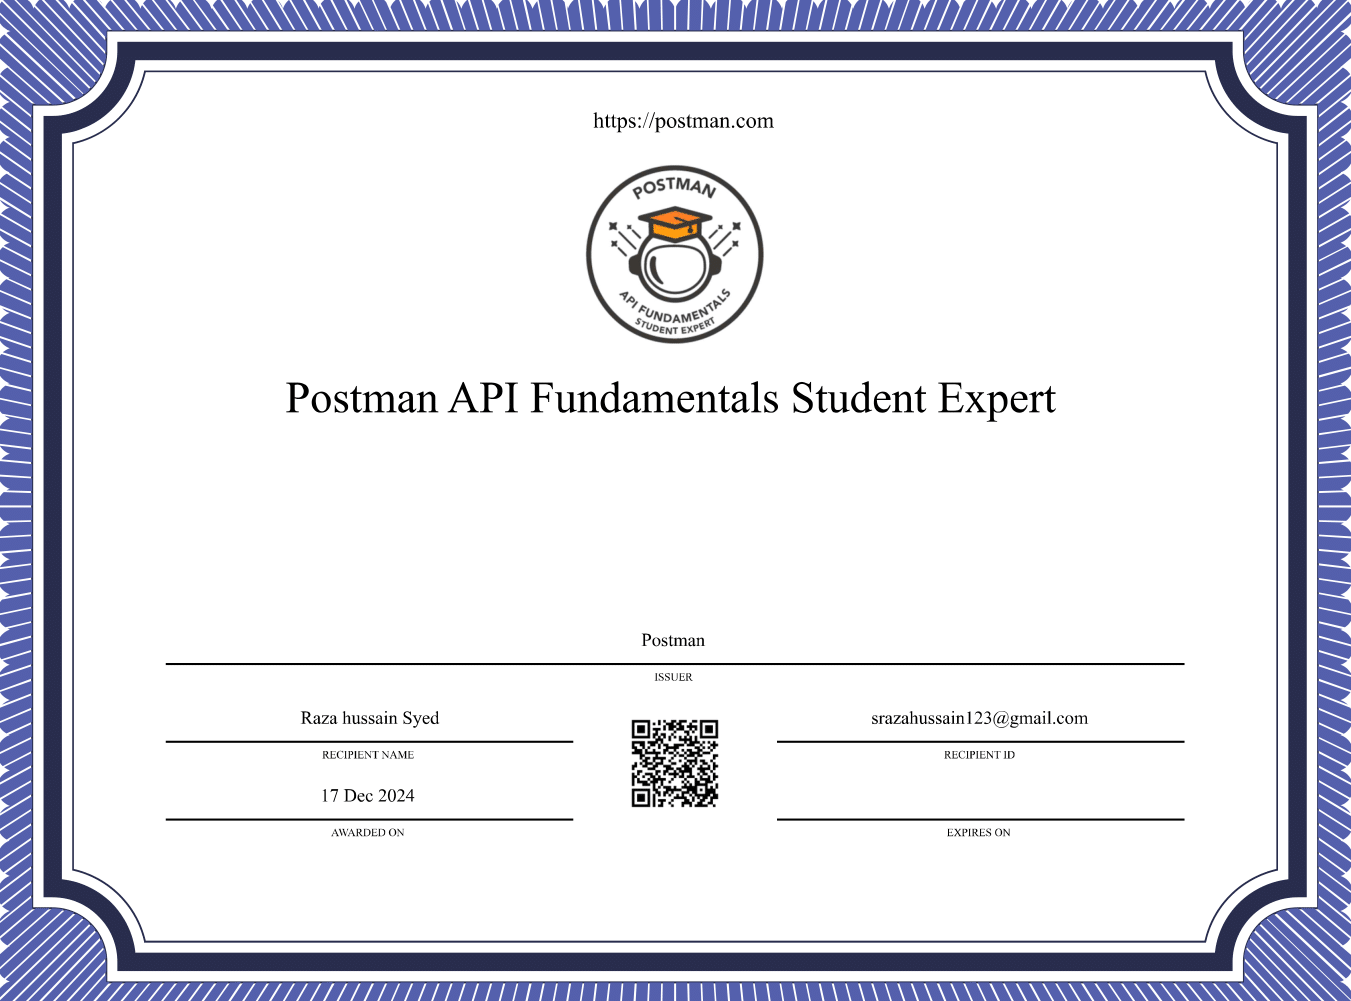 https://postman.com
POSTMAN
API FUNDAMENTALS
STUDENT EXPERT
Postman API Fundamentals Student Expert
Postman
ISSUER
Raza hussain Syed
RECIPIENT NAME
srazahussain123@gmail.com
RECIPIENT ID
17 Dec 2024
AWARDED ON
EXPIRES ON